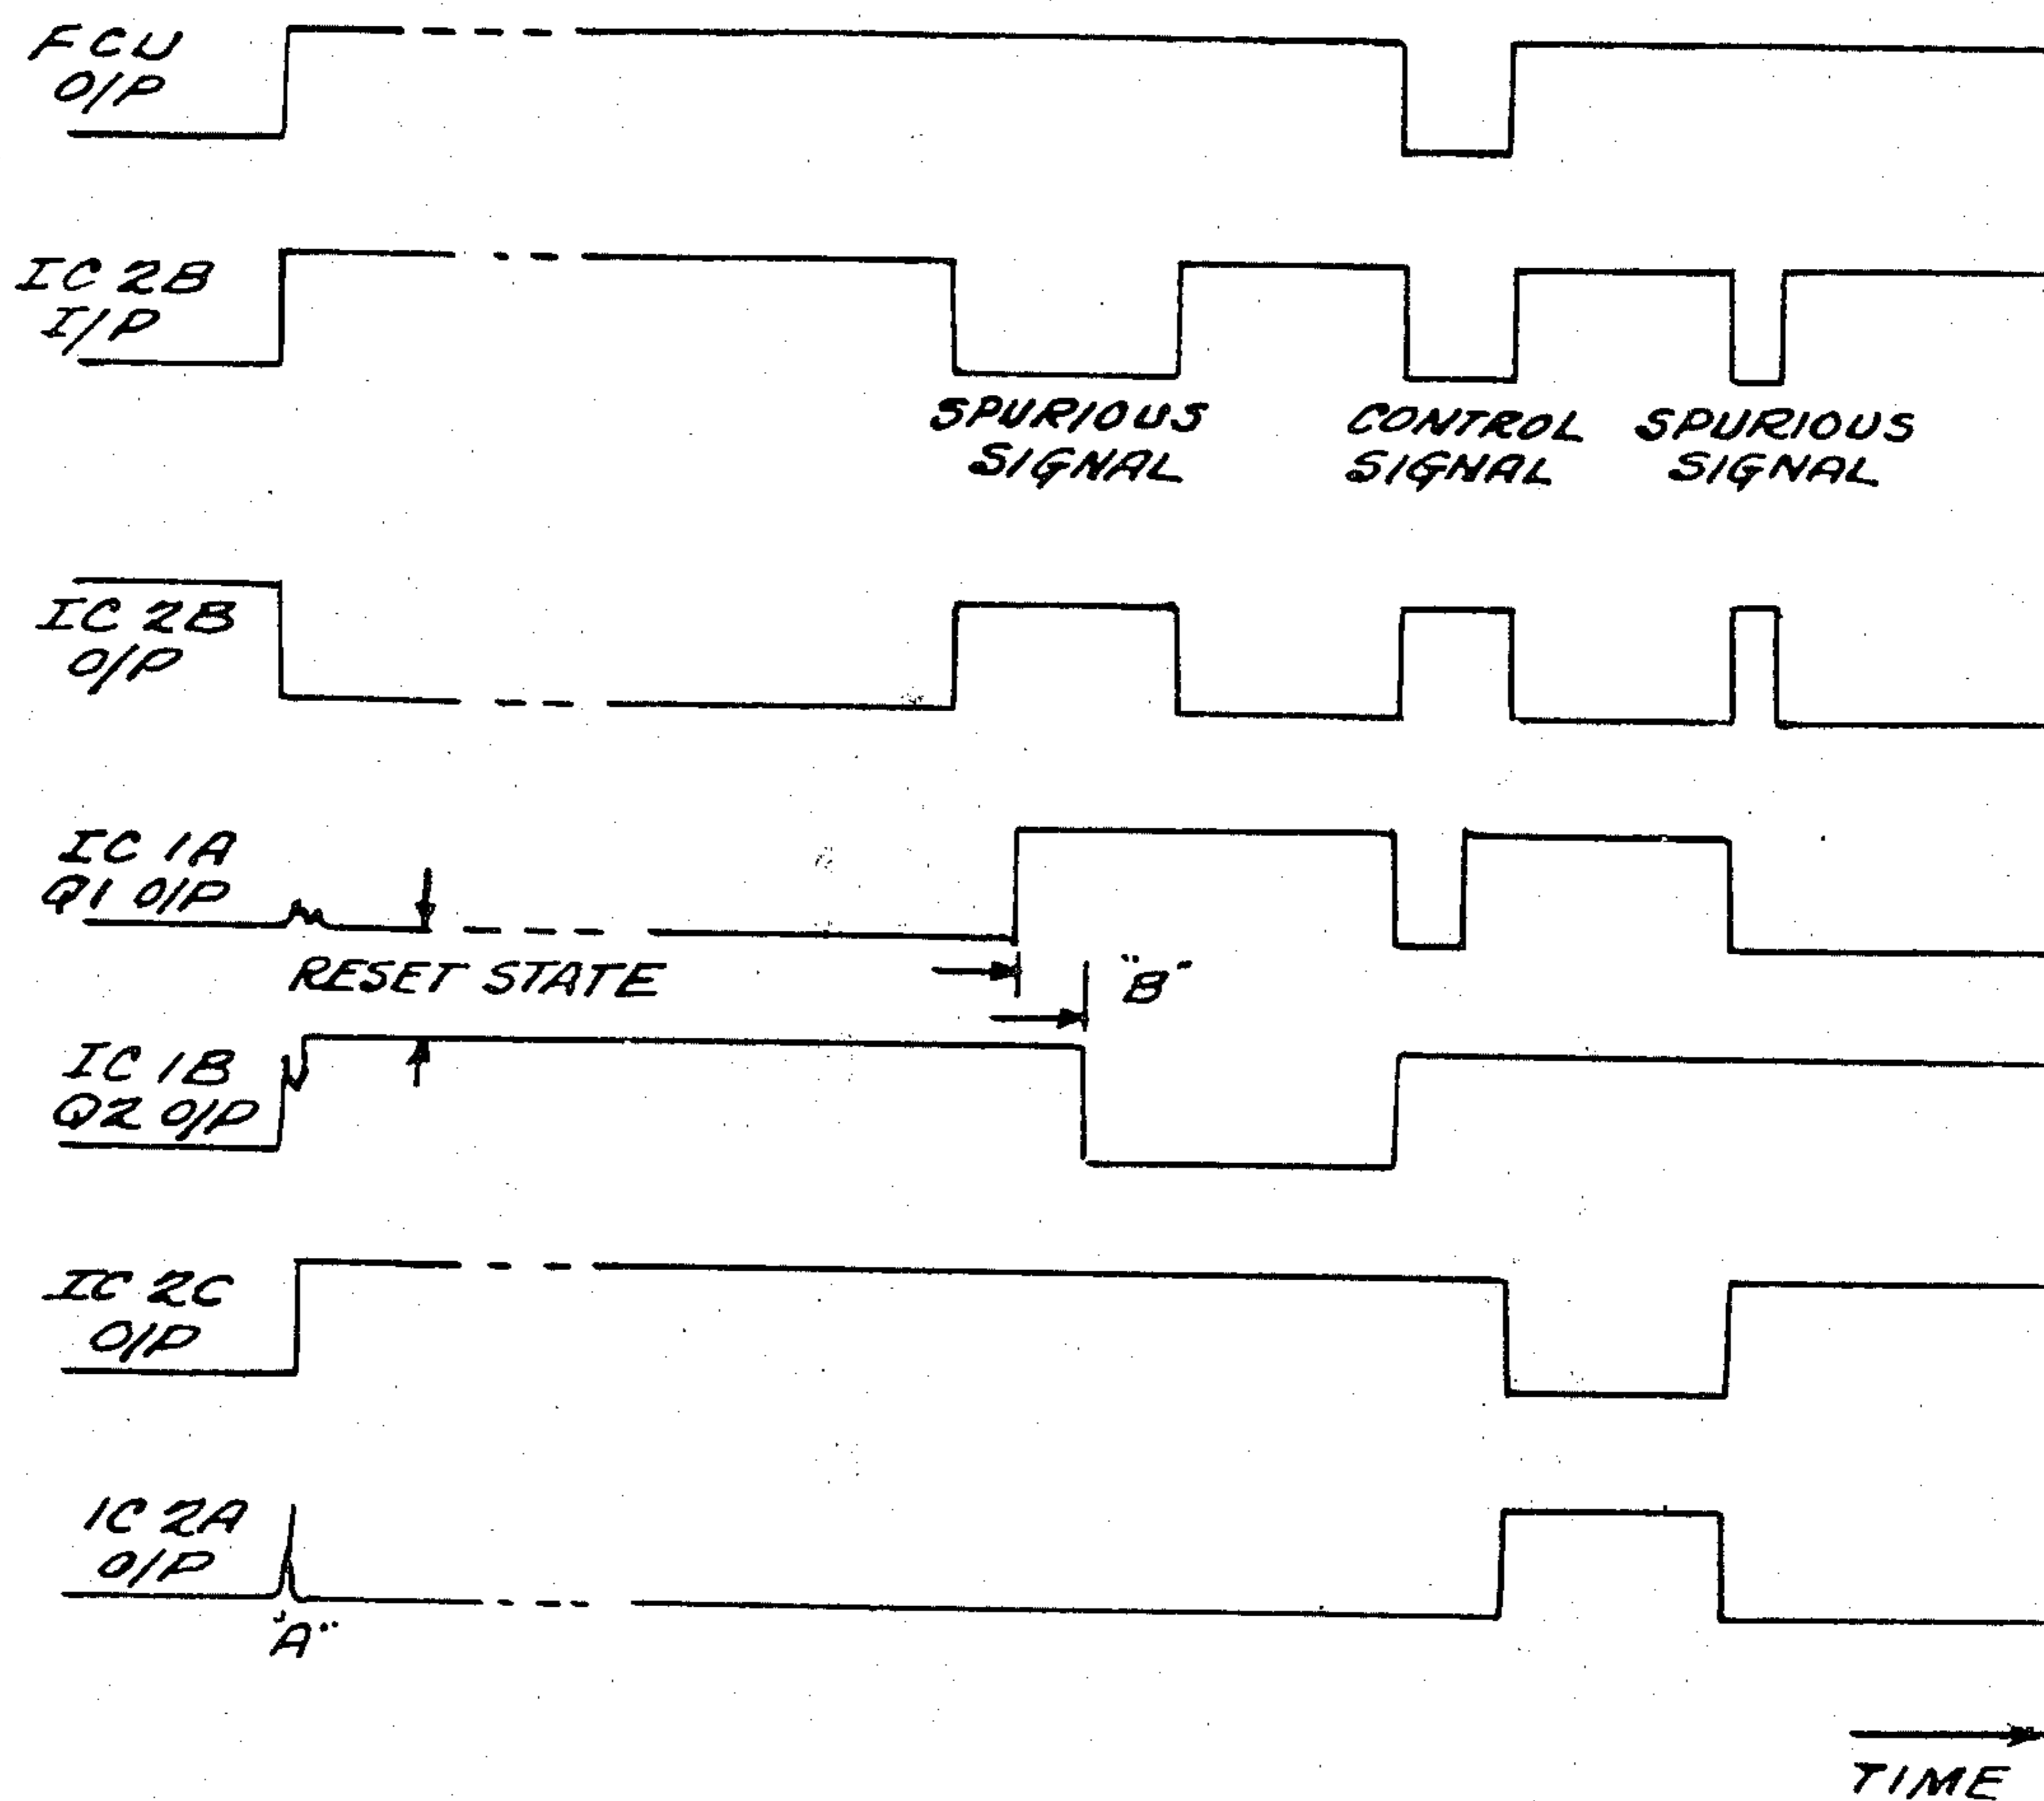 FCU
O/P
IC 2B
I/P
SPURIOUS
SIGNAL
CONTROL
SIGNAL
SPURIOUS
SIGNAL
IC 2B
O/P
IC 1A
Q1 O/P
RESET STATE
"B"
IC 1B
Q2 O/P
IC 2C
O/P
IC 2A
O/P
"A"
TIME